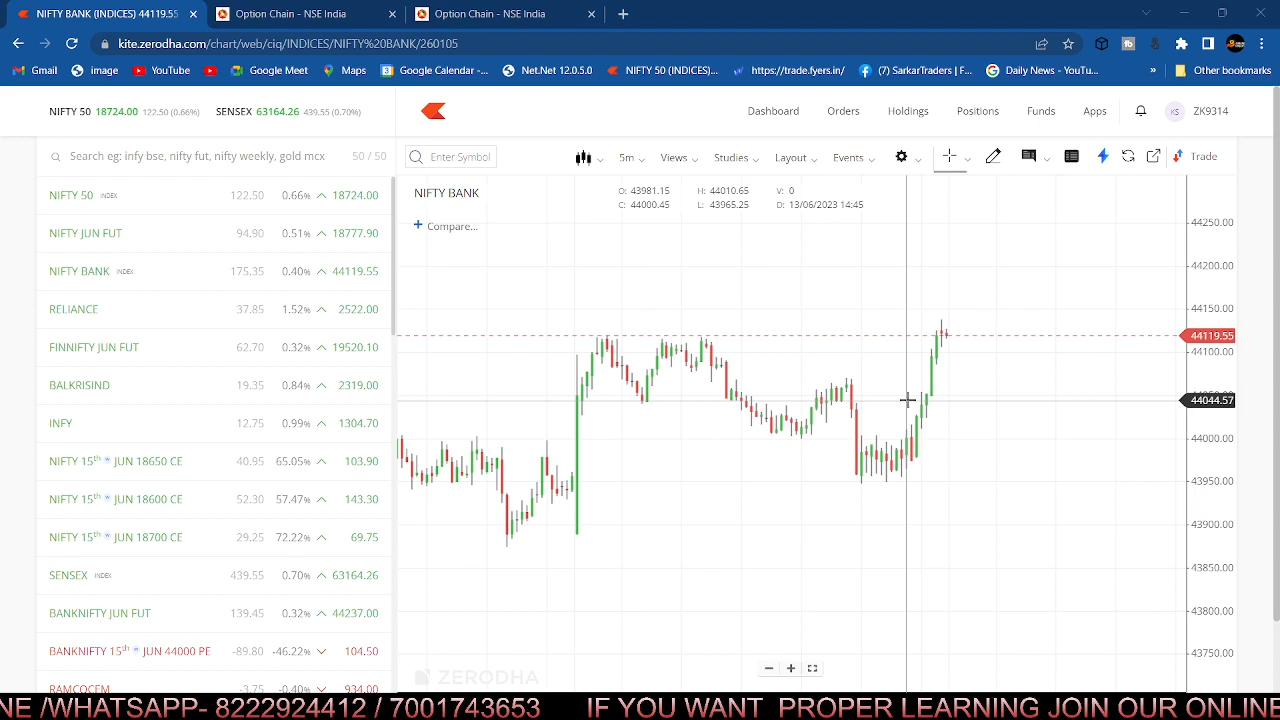 NIFTY BANK (INDICES) 44119.55
Option Chain - NSE India
Option Chain - NSE India
kite.zerodha.com/chart/web/ciq/INDICES/NIFTY%20BANK/260105
Gmail image YouTube Google Meet Maps Google Calendar -... Net.Net 12.0.5.0 NIFTY 50 (INDICES)... https://trade.fyers.in/ (7) SarkarTraders | F... Daily News - YouTu... » Other bookmarks
NIFTY 50 18724.00 122.50 (0.66%) SENSEX 63164.26 439.55 (0.70%)
Dashboard Orders Holdings Positions Funds Apps KS ZK9314
Search eg: infy bse, nifty fut, nifty weekly, gold mcx 50 / 50
Enter Symbol 5m Views Studies Layout Events Trade
NIFTY BANK
O: 43981.15 H: 44010.65 V: 0
C: 44000.45 L: 43965.25 D: 13/06/2023 14:45
+ Compare...
NIFTY 50 INDEX 122.50 0.66% 18724.00
NIFTY JUN FUT 94.90 0.51% 18777.90
NIFTY BANK INDEX 175.35 0.40% 44119.55
RELIANCE 37.85 1.52% 2522.00
FINNIFTY JUN FUT 62.70 0.32% 19520.10
BALKRISIND 19.35 0.84% 2319.00
INFY 12.75 0.99% 1304.70
NIFTY 15th w JUN 18650 CE 40.95 65.05% 103.90
NIFTY 15th w JUN 18600 CE 52.30 57.47% 143.30
NIFTY 15th w JUN 18700 CE 29.25 72.22% 69.75
SENSEX INDEX 439.55 0.70% 63164.26
BANKNIFTY JUN FUT 139.45 0.32% 44237.00
BANKNIFTY 15th w JUN 44000 PE -89.80 -46.22% 104.50
RAMCOCEM -3.75 -0.40% 934.00
44250.00
44200.00
44150.00
44119.55
44100.00
44044.57
44000.00
43950.00
43900.00
43850.00
43800.00
43750.00
ZERODHA
NE /WHATSAPP- 8222924412 / 7001743653 IF YOU WANT PROPER LEARNING JOIN OUR ONLINE